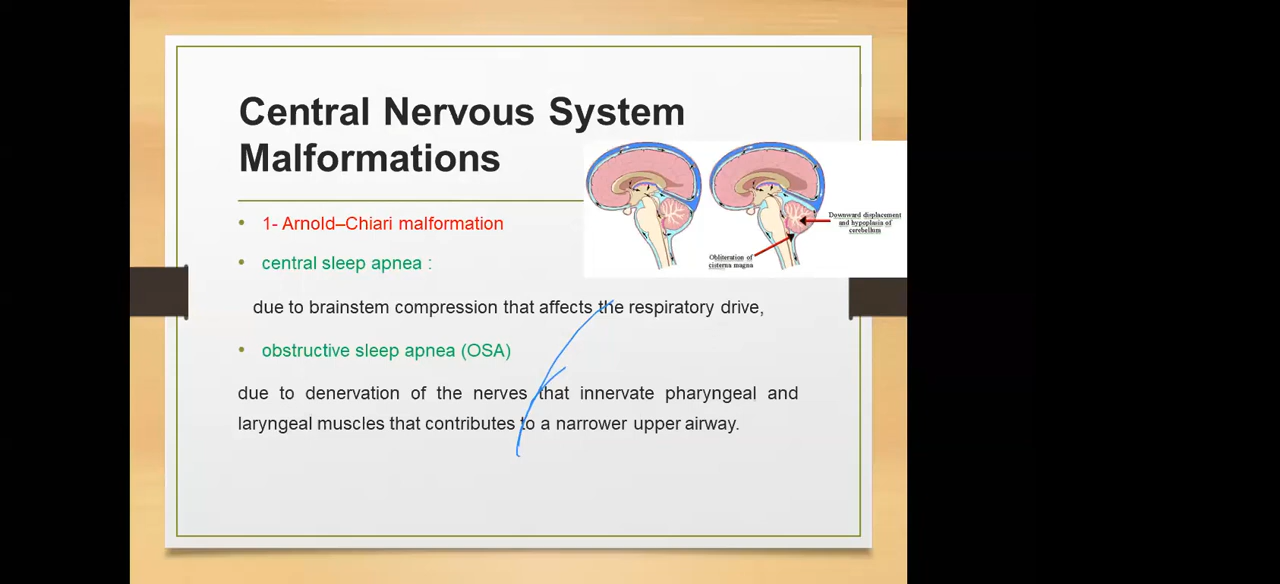 Central Nervous System
Malformations
• 1- Arnold–Chiari malformation
• central sleep apnea :
due to brainstem compression that affects the respiratory drive,
• obstructive sleep apnea (OSA)
due to denervation of the nerves that innervate pharyngeal and
laryngeal muscles that contributes to a narrower upper airway.
Downward displacement
and hypoplasia of
cerebellum
Obliteration of
cisterna magna